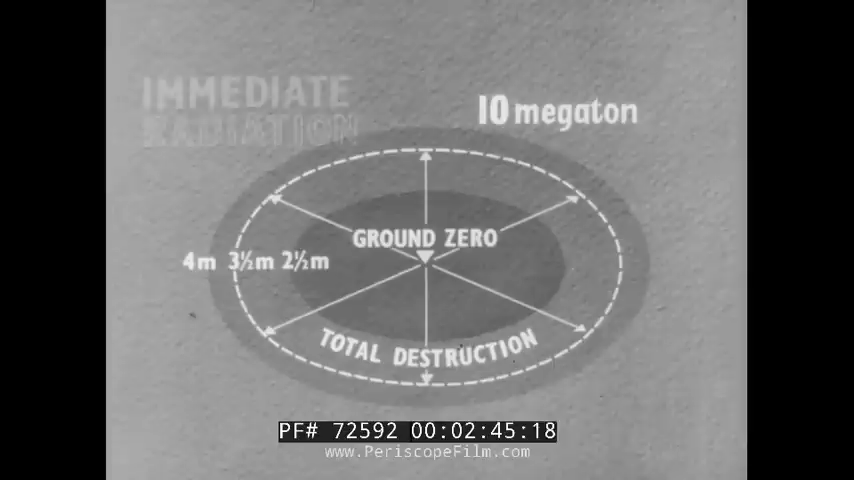 IMMEDIATE
RADIATION
10 megaton
GROUND ZERO
4m 3½m 2½m
TOTAL DESTRUCTION
PF# 72592 00:02:45:18
www.PeriscopeFilm.com